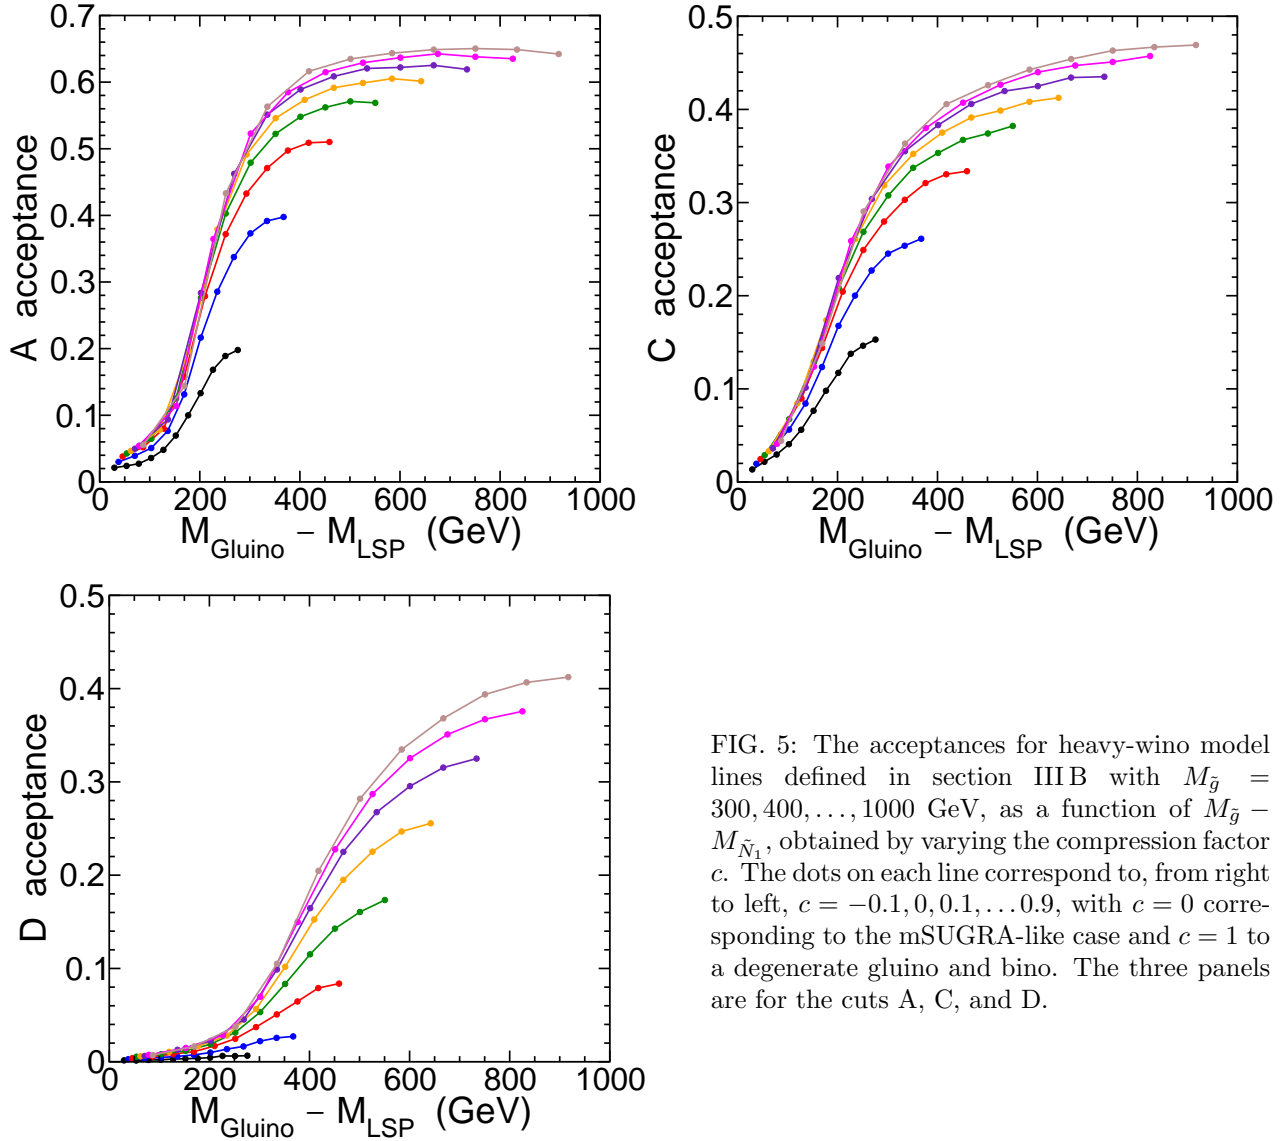 0.7
0.6
0.5
0.4
0.3
0.2
0.1
0
A acceptance
0 200 400 600 800 1000
M_Gluino − M_LSP (GeV)
0.5
0.4
0.3
0.2
0.1
0
C acceptance
0 200 400 600 800 1000
M_Gluino − M_LSP (GeV)
0.5
0.4
0.3
0.2
0.1
0
D acceptance
0 200 400 600 800 1000
M_Gluino − M_LSP (GeV)
FIG. 5: The acceptances for heavy-wino model
lines defined in section III B with M_g̃ =
300, 400, . . . , 1000 GeV, as a function of M_g̃ −
M_Ñ₁, obtained by varying the compression factor
c. The dots on each line correspond to, from right
to left, c = −0.1, 0, 0.1, . . . 0.9, with c = 0 corre-
sponding to the mSUGRA-like case and c = 1 to
a degenerate gluino and bino. The three panels
are for the cuts A, C, and D.